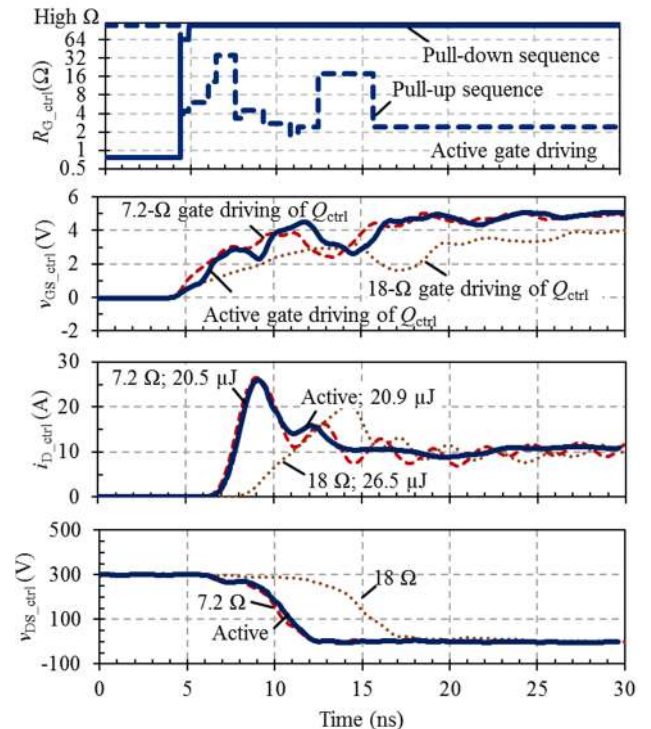 High Ω
64
32
16
8
4
2
1
0.5
R_G_ctrl(Ω)
Pull-down sequence
Pull-up sequence
Active gate driving
6
4
2
0
-2
v_GS_ctrl (V)
7.2-Ω gate driving of Q_ctrl
18-Ω gate driving of Q_ctrl
Active gate driving of Q_ctrl
30
20
10
0
i_D_ctrl (A)
7.2 Ω; 20.5 µJ
Active; 20.9 µJ
18 Ω; 26.5 µJ
500
300
100
-100
v_DS_ctrl (V)
18 Ω
7.2 Ω
Active
0 5 10 15 20 25 30
Time (ns)